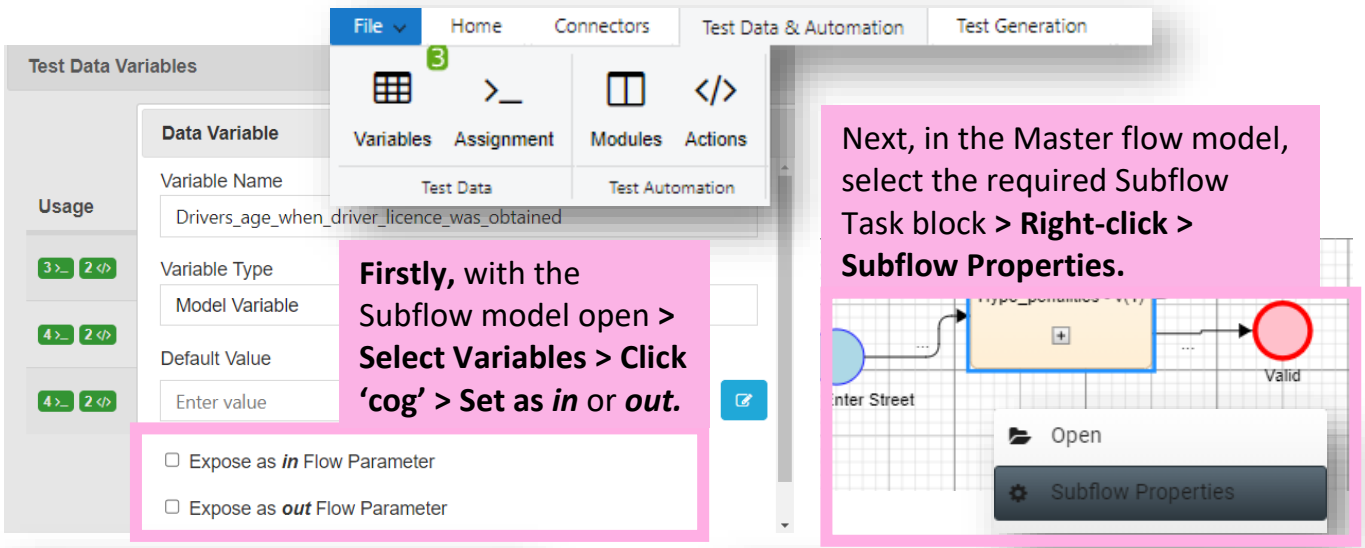 File Home Connectors Test Data & Automation Test Generation
3
Variables Assignment Modules Actions
Test Data Test Automation
Test Data Variables
Usage
3 >_ 2 </>
4 >_ 2 </>
4 >_ 2 </>
Data Variable
Variable Name
Drivers_age_when_driver_licence_was_obtained
Variable Type
Model Variable
Default Value
Enter value
Expose as in Flow Parameter
Expose as out Flow Parameter
Firstly, with the
Subflow model open >
Select Variables > Click
‘cog’ > Set as in or out.
Next, in the Master flow model,
select the required Subflow
Task block > Right-click >
Subflow Properties.
...
...
Enter Street
Valid
Open
Subflow Properties